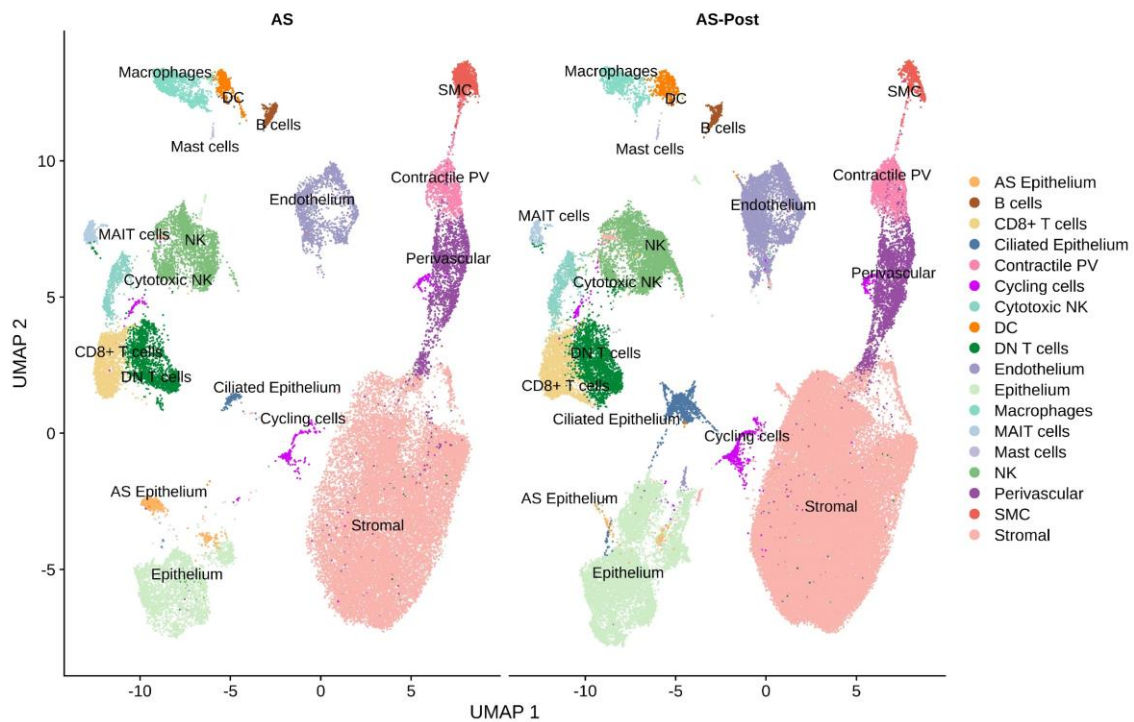 AS
AS-Post
Macrophages
DC
B cells
Mast cells
SMC
Contractile PV
Endothelium
MAIT cells
NK
Cytotoxic NK
Perivascular
CD8+ T cells
DN T cells
Ciliated Epithelium
Cycling cells
AS Epithelium
Stromal
Epithelium
Macrophages
DC
B cells
Mast cells
SMC
Contractile PV
Endothelium
MAIT cells
NK
Cytotoxic NK
Perivascular
DN T cells
CD8+ T cells
Ciliated Epithelium
Cycling cells
AS Epithelium
Stromal
Epithelium
10
5
0
-5
UMAP 2
-10
-5
0
5
-10
-5
0
5
UMAP 1
AS Epithelium
B cells
CD8+ T cells
Ciliated Epithelium
Contractile PV
Cycling cells
Cytotoxic NK
DC
DN T cells
Endothelium
Epithelium
Macrophages
MAIT cells
Mast cells
NK
Perivascular
SMC
Stromal